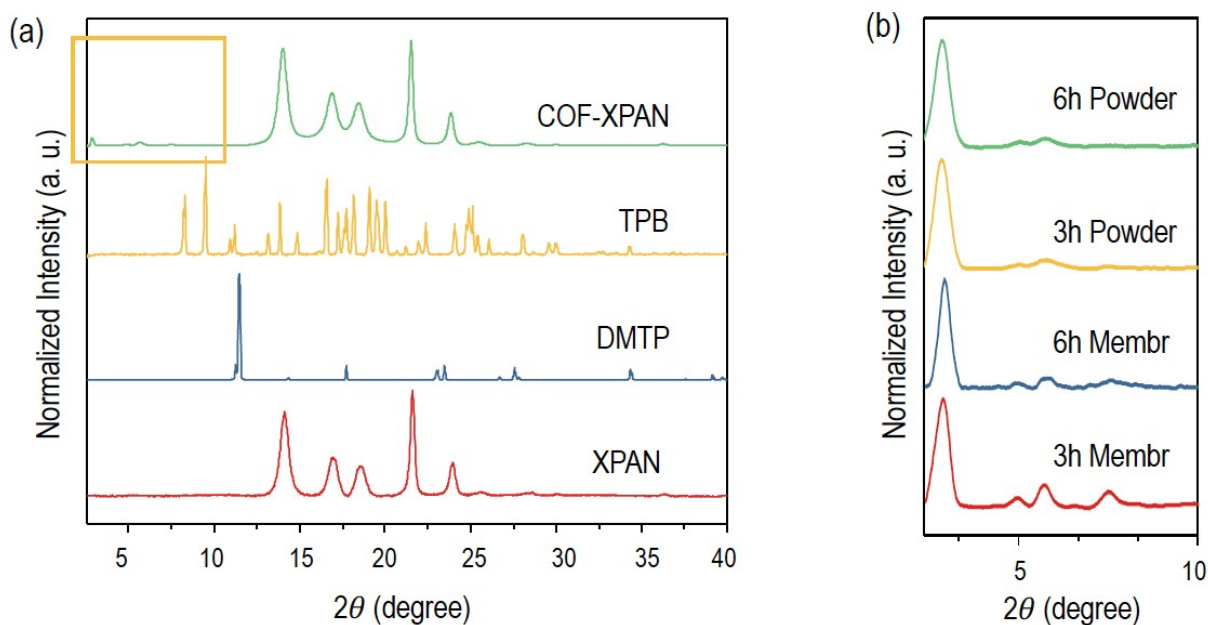 (a)
COF-XPAN
TPB
DMTP
XPAN
Normalized Intensity (a. u.)
5 10 15 20 25 30 35 40
2θ (degree)
(b)
6h Powder
3h Powder
6h Membr
3h Membr
Normalized Intensity (a. u.)
5 10
2θ (degree)